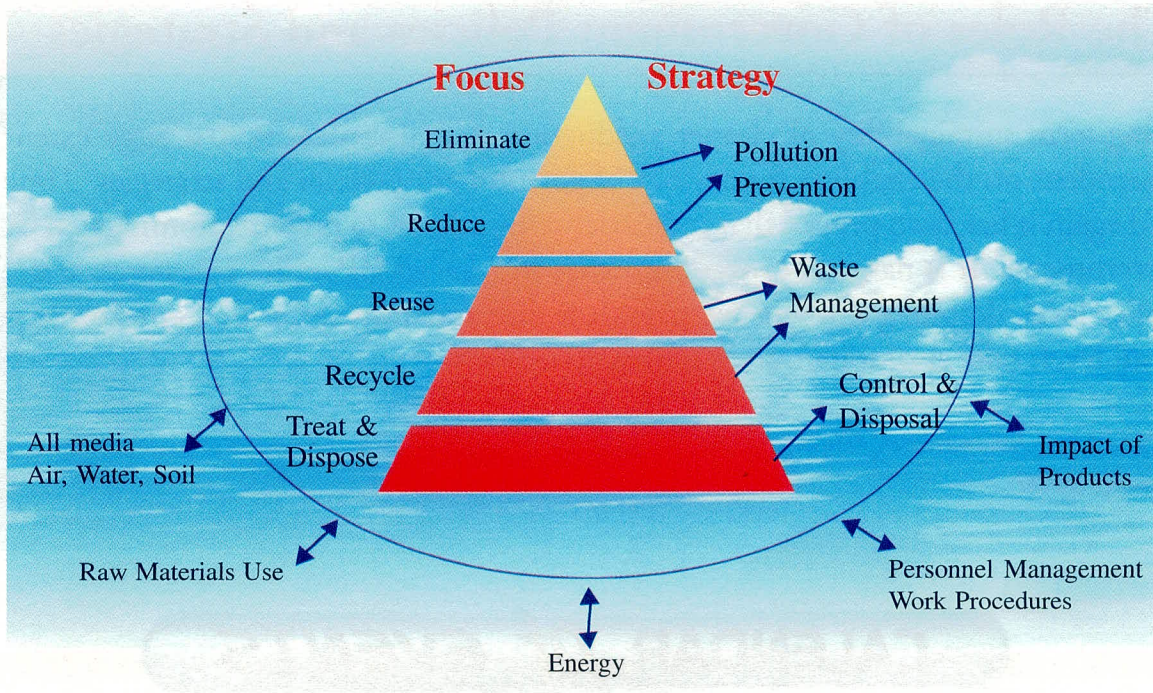 Focus
Strategy
Eliminate
Reduce
Reuse
Recycle
Treat &
Dispose
Pollution
Prevention
Waste
Management
Control &
Disposal
All media
Air, Water, Soil
Raw Materials Use
Energy
Personnel Management
Work Procedures
Impact of
Products